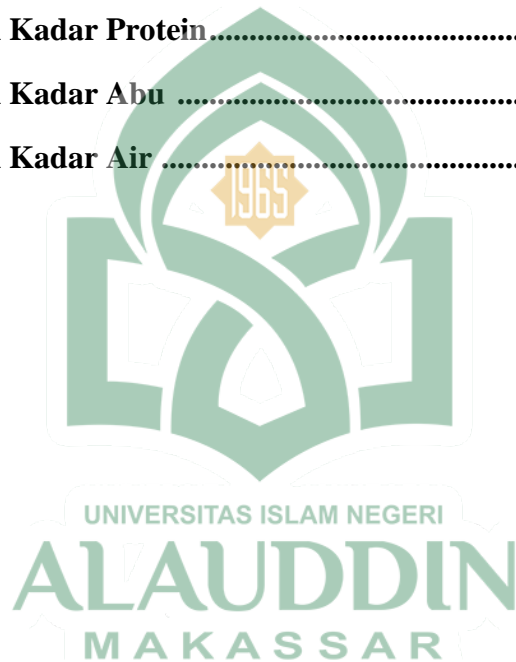 Kadar Protein......................................................
Kadar Abu ...........................................................
Kadar Air .............................................................
1965
UNIVERSITAS ISLAM NEGERI
ALAUDDIN
MAKASSAR